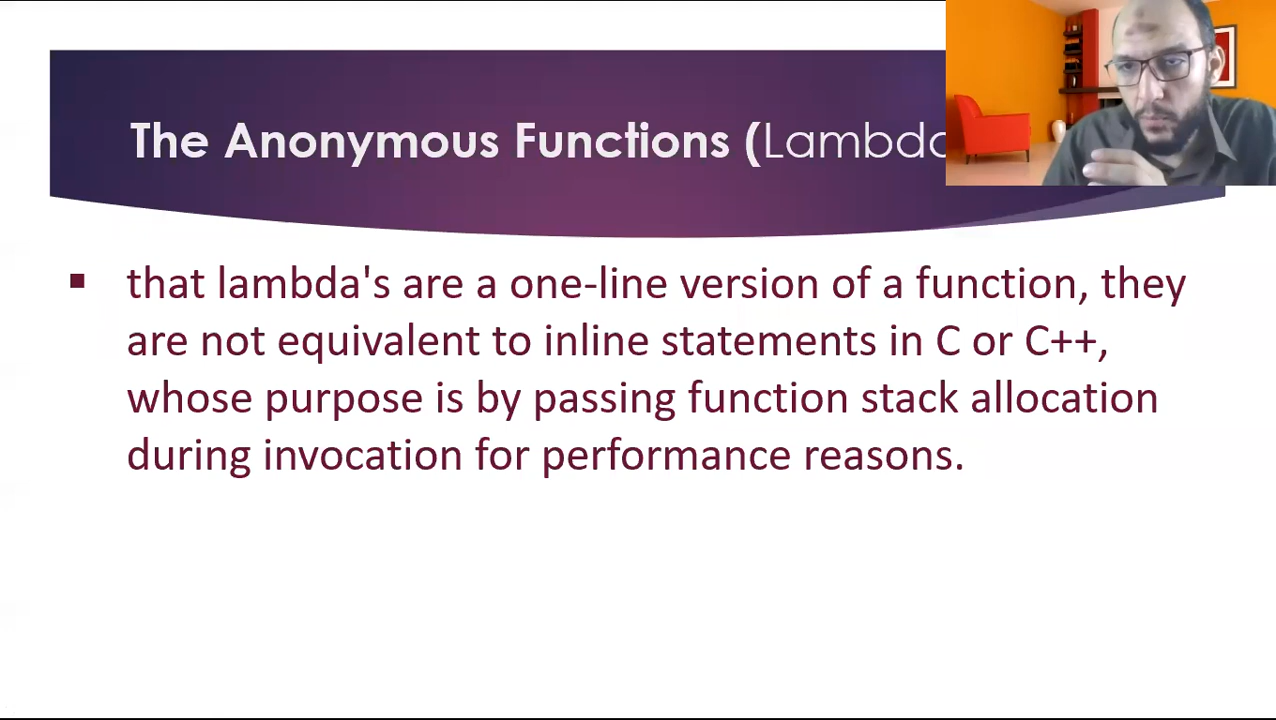 The Anonymous Functions (Lambda
▪ that lambda's are a one-line version of a function, they
are not equivalent to inline statements in C or C++,
whose purpose is by passing function stack allocation
during invocation for performance reasons.